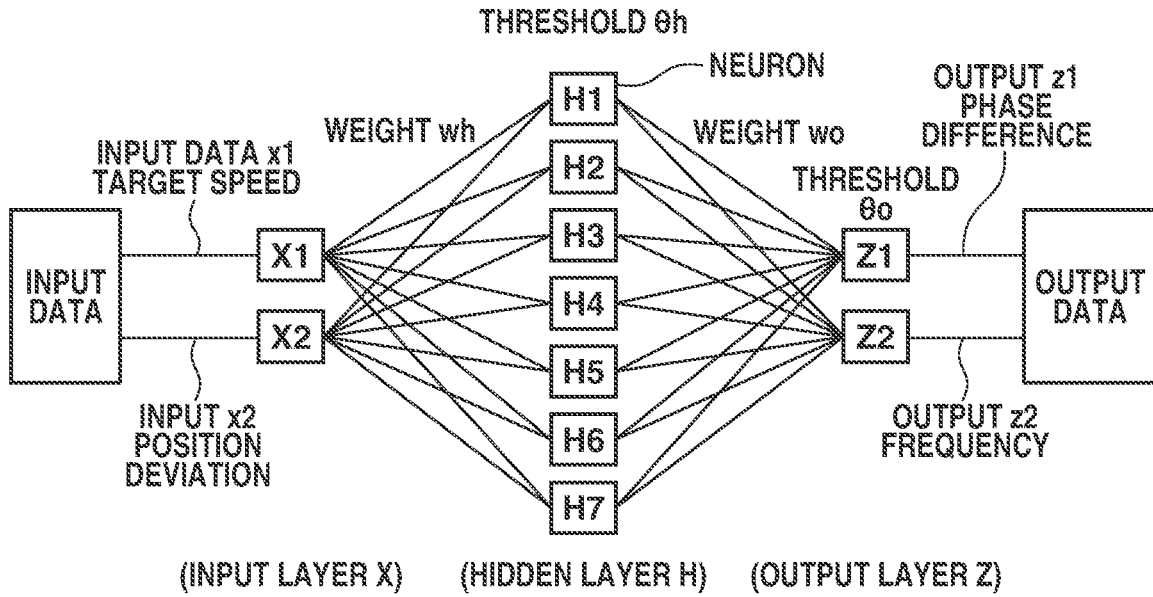 THRESHOLD θh
NEURON
OUTPUT z1
PHASE
DIFFERENCE
WEIGHT wh
WEIGHT wo
INPUT DATA x1
TARGET SPEED
THRESHOLD
θo
H1
H2
H3
H4
H5
H6
H7
INPUT
DATA
X1
X2
Z1
Z2
OUTPUT
DATA
INPUT x2
POSITION
DEVIATION
OUTPUT z2
FREQUENCY
(INPUT LAYER X)
(HIDDEN LAYER H)
(OUTPUT LAYER Z)